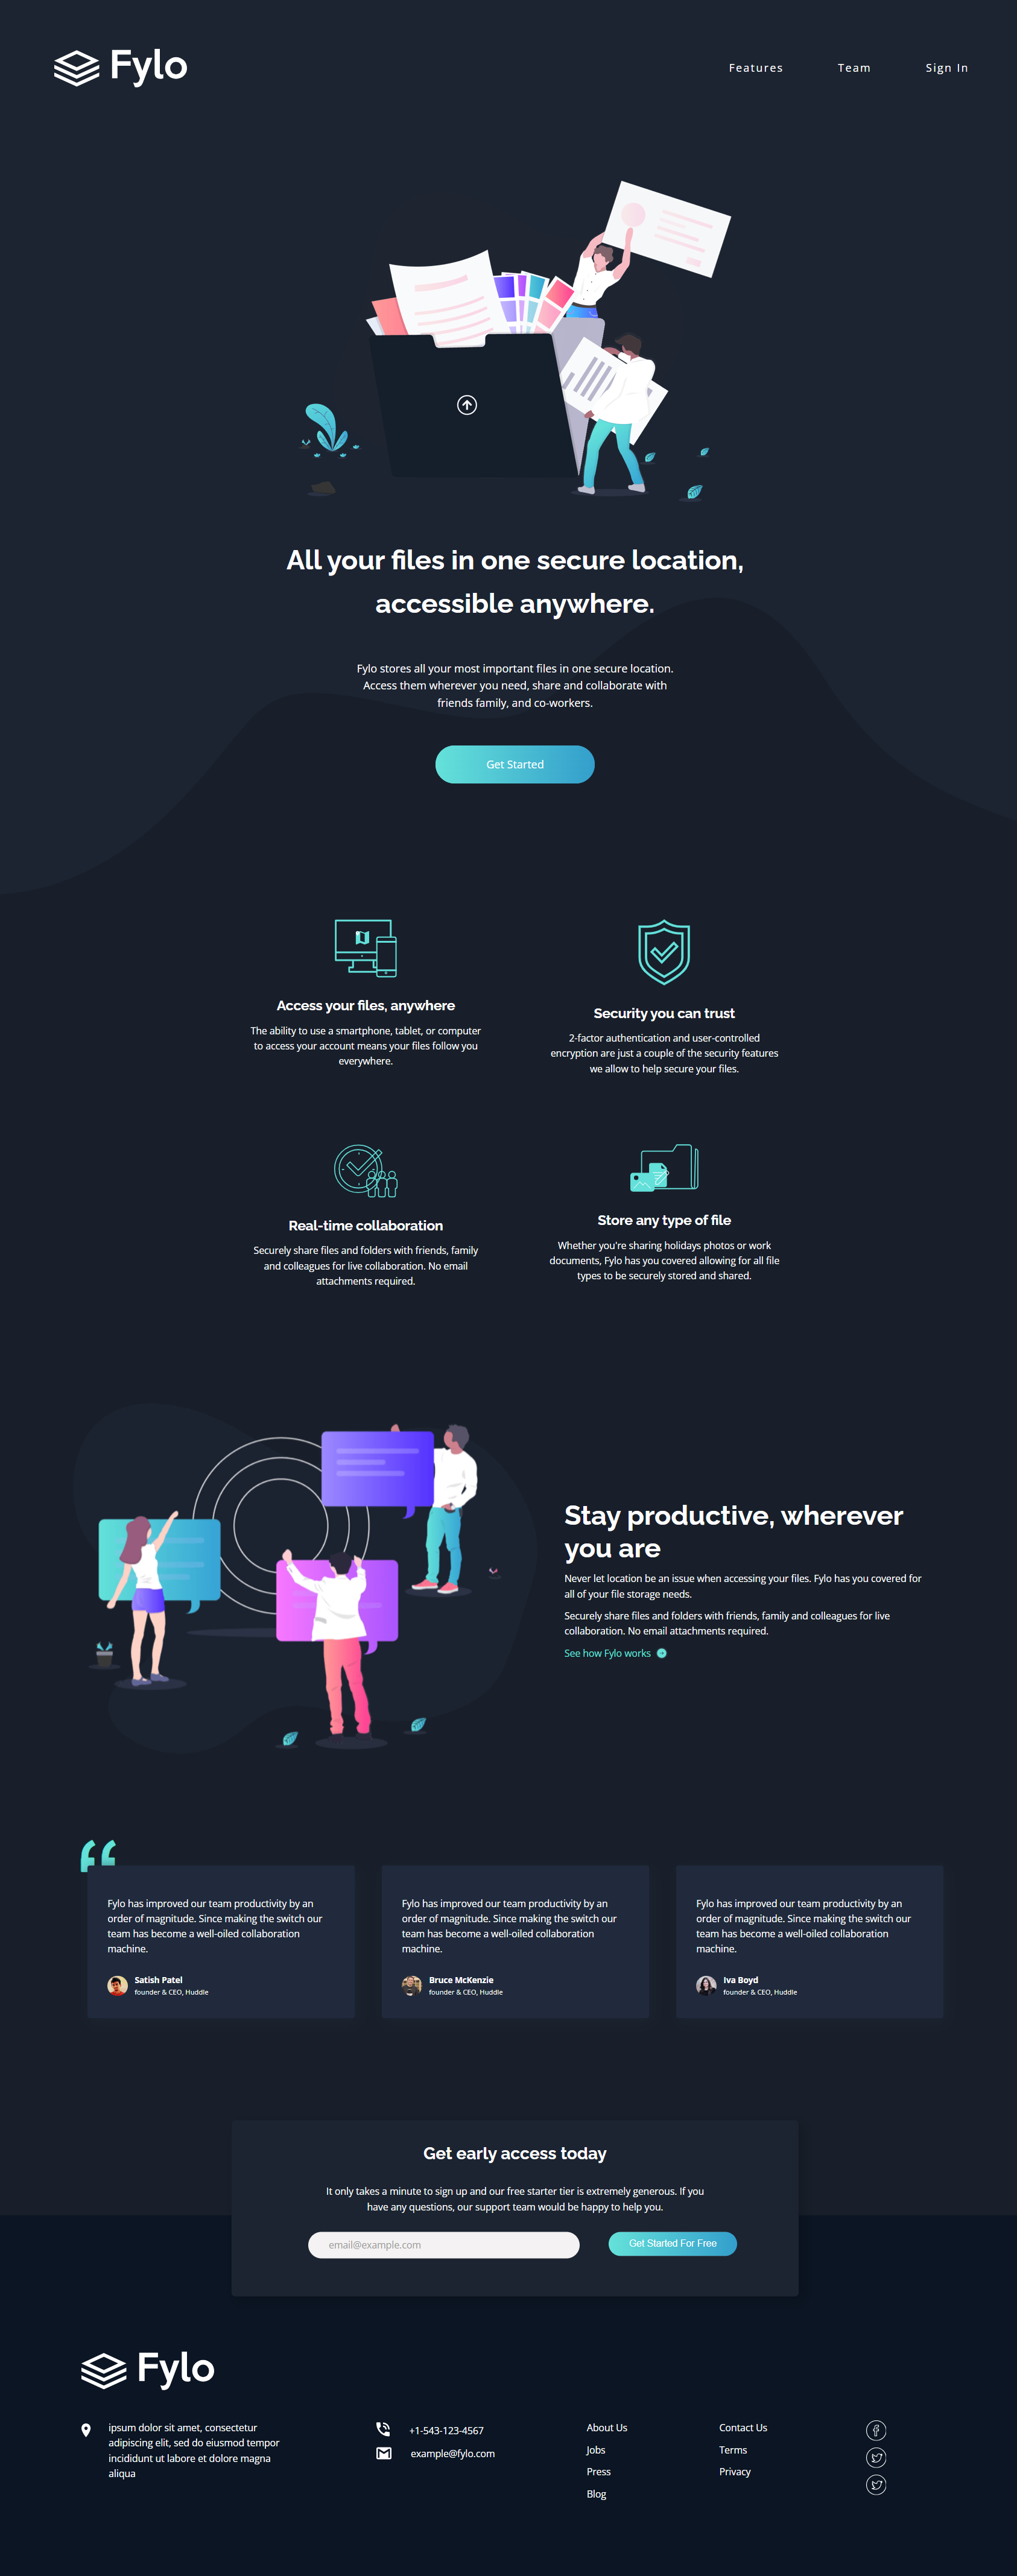 Fylo
Features
Team
Sign In
All your files in one secure location,
accessible anywhere.
Fylo stores all your most important files in one secure location.
Access them wherever you need, share and collaborate with
friends family, and co-workers.
Get Started
Access your files, anywhere
The ability to use a smartphone, tablet, or computer
to access your account means your files follow you
everywhere.
Security you can trust
2-factor authentication and user-controlled
encryption are just a couple of the security features
we allow to help secure your files.
Real-time collaboration
Securely share files and folders with friends, family
and colleagues for live collaboration. No email
attachments required.
Store any type of file
Whether you're sharing holidays photos or work
documents, Fylo has you covered allowing for all file
types to be securely stored and shared.
Stay productive, wherever
you are
Never let location be an issue when accessing your files. Fylo has you covered for
all of your file storage needs.
Securely share files and folders with friends, family and colleagues for live
collaboration. No email attachments required.
See how Fylo works
Fylo has improved our team productivity by an
order of magnitude. Since making the switch our
team has become a well-oiled collaboration
machine.
Satish Patel
founder & CEO, Huddle
Fylo has improved our team productivity by an
order of magnitude. Since making the switch our
team has become a well-oiled collaboration
machine.
Bruce McKenzie
founder & CEO, Huddle
Fylo has improved our team productivity by an
order of magnitude. Since making the switch our
team has become a well-oiled collaboration
machine.
Iva Boyd
founder & CEO, Huddle
Get early access today
It only takes a minute to sign up and our free starter tier is extremely generous. If you
have any questions, our support team would be happy to help you.
email@example.com
Get Started For Free
Fylo
ipsum dolor sit amet, consectetur
adipiscing elit, sed do eiusmod tempor
incididunt ut labore et dolore magna
aliqua
+1-543-123-4567
example@fylo.com
About Us
Jobs
Press
Blog
Contact Us
Terms
Privacy